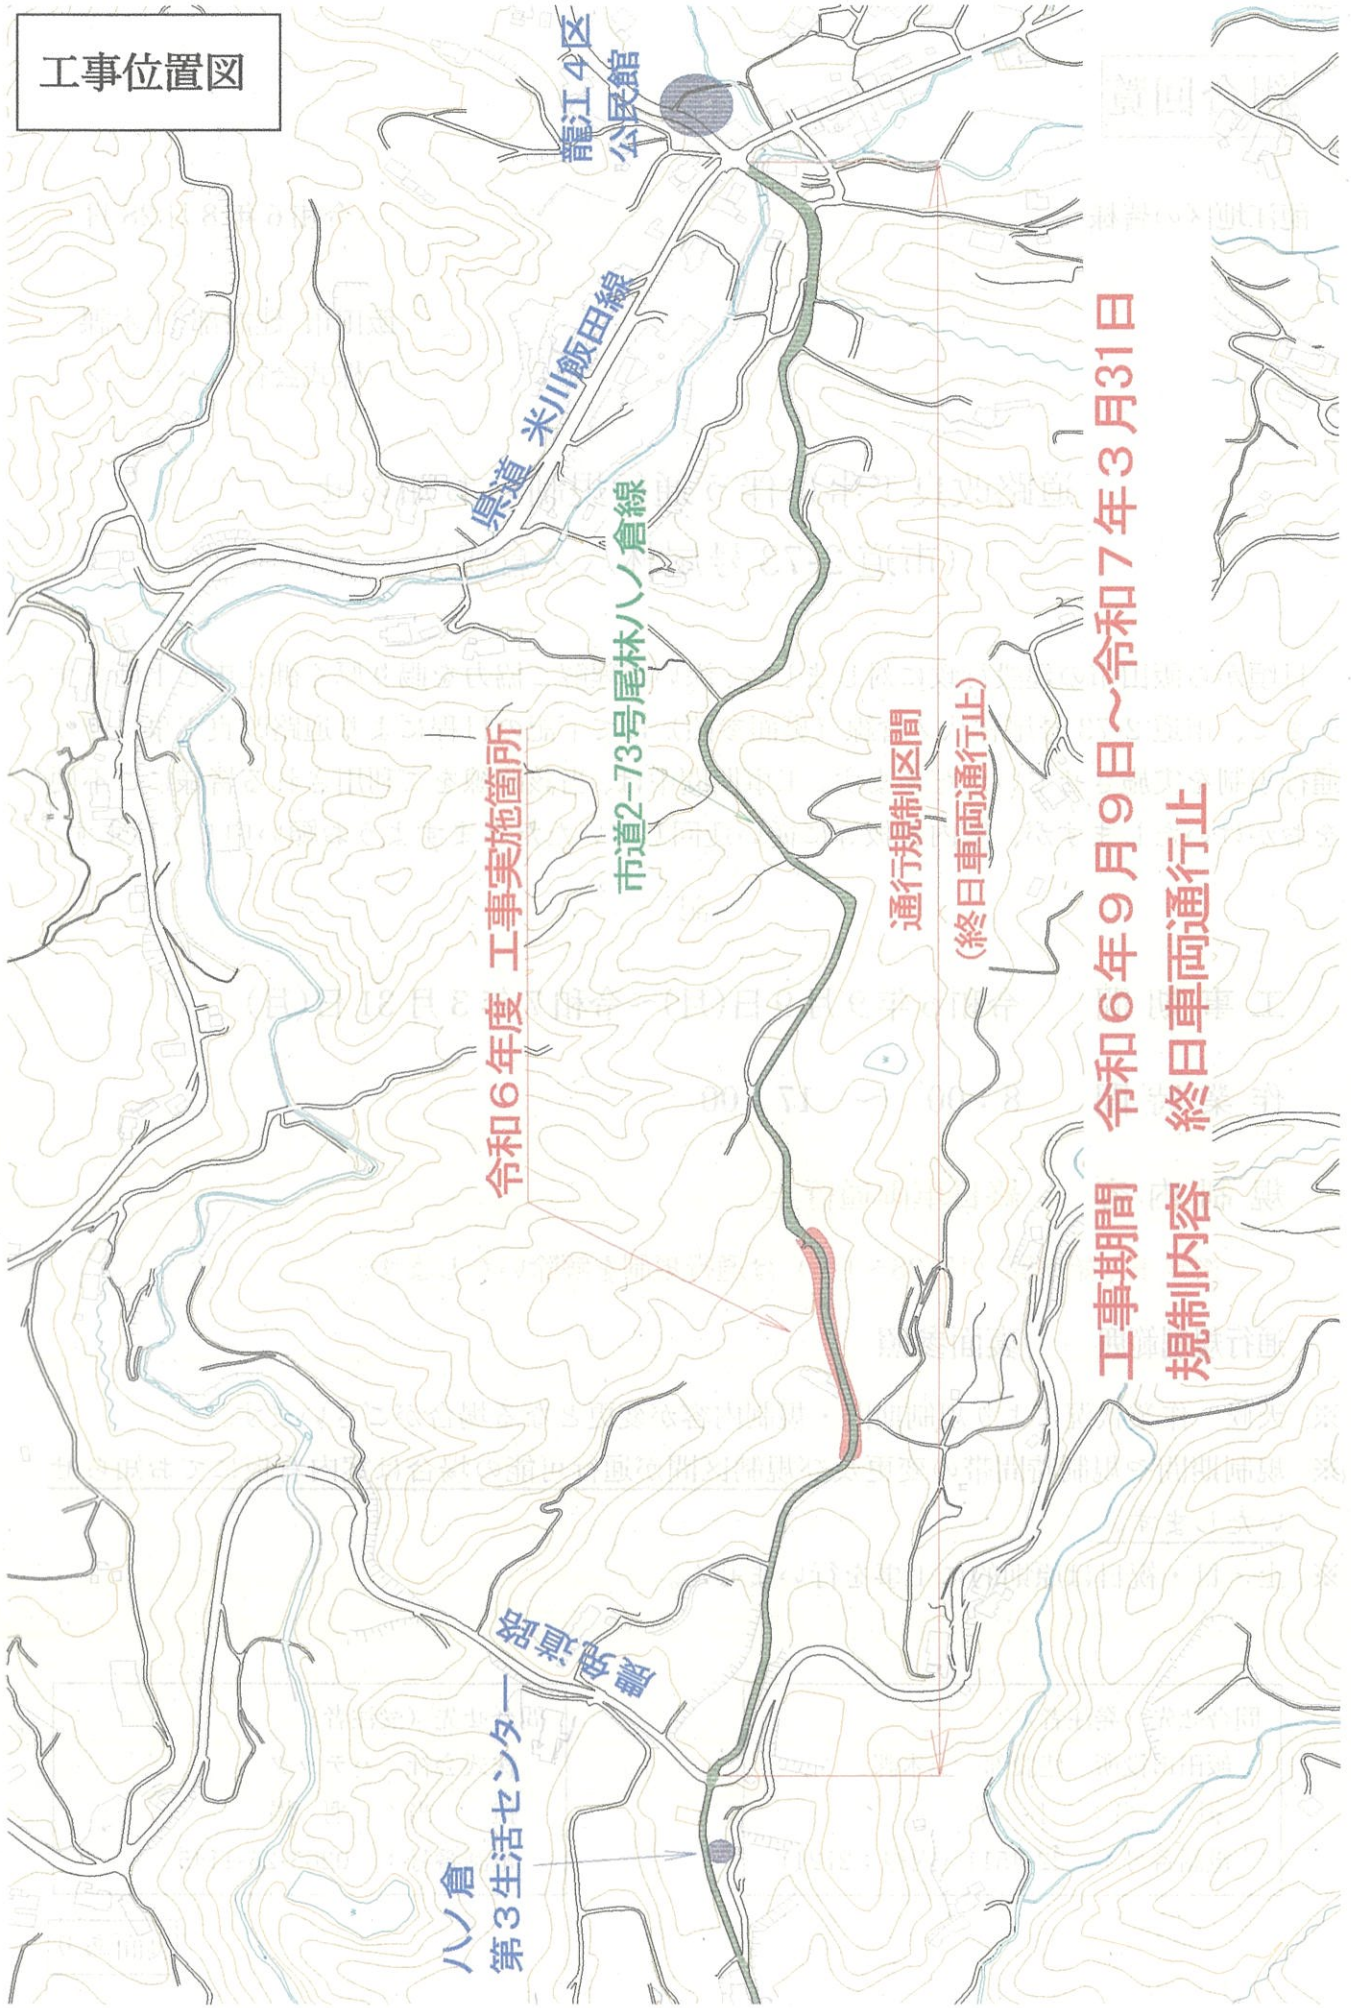 工事位置図
龍江4区
公民館
県道 米川飯田線
市道2-73号尾林ハノ倉線
令和6年度 工事実施箇所
通行規制区間
(終日車両通行止)
農免道路
ハノ倉
第3生活センター
工事期間 令和6年9月9日~令和7年3月31日
規制内容 終日車両通行止